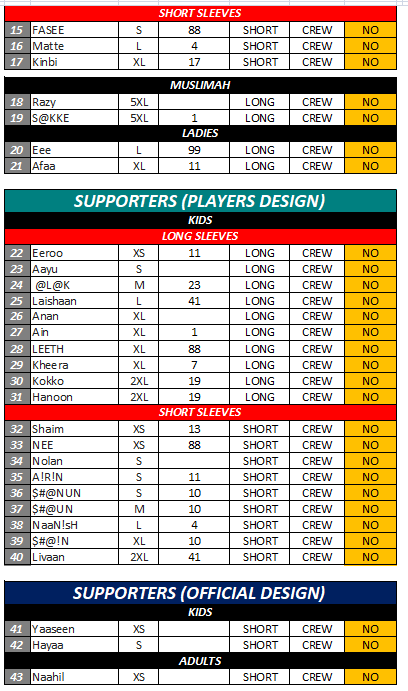 SHORT SLEEVES
15 FASEE S 88 SHORT CREW NO
16 Matte L 4 SHORT CREW NO
17 Kinbi XL 17 SHORT CREW NO
MUSLIMAH
18 Razy 5XL LONG CREW NO
19 S@KKE 5XL 1 LONG CREW NO
LADIES
20 Eee L 99 LONG CREW NO
21 Afaa XL 11 LONG CREW NO
SUPPORTERS (PLAYERS DESIGN)
KIDS
LONG SLEEVES
22 Eeroo XS 11 LONG CREW NO
23 Aayu S LONG CREW NO
24 @L@K M 23 LONG CREW NO
25 Laishaan L 41 LONG CREW NO
26 Anan XL LONG CREW NO
27 Ain XL 1 LONG CREW NO
28 LEETH XL 88 LONG CREW NO
29 Kheera XL 7 LONG CREW NO
30 Kokko 2XL 19 LONG CREW NO
31 Hanoon 2XL 19 LONG CREW NO
SHORT SLEEVES
32 Shaim XS 13 SHORT CREW NO
33 NEE XS 88 SHORT CREW NO
34 Nolan S SHORT CREW NO
35 A!R!N S 11 SHORT CREW NO
36 $#@NUN S 10 SHORT CREW NO
37 $#@UN M 10 SHORT CREW NO
38 NaaN!sH L 4 SHORT CREW NO
39 $#@!N XL 10 SHORT CREW NO
40 Livaan 2XL 41 SHORT CREW NO
SUPPORTERS (OFFICIAL DESIGN)
KIDS
41 Yaaseen XS SHORT CREW NO
42 Hayaa S SHORT CREW NO
ADULTS
43 Naahil XS SHORT CREW NO